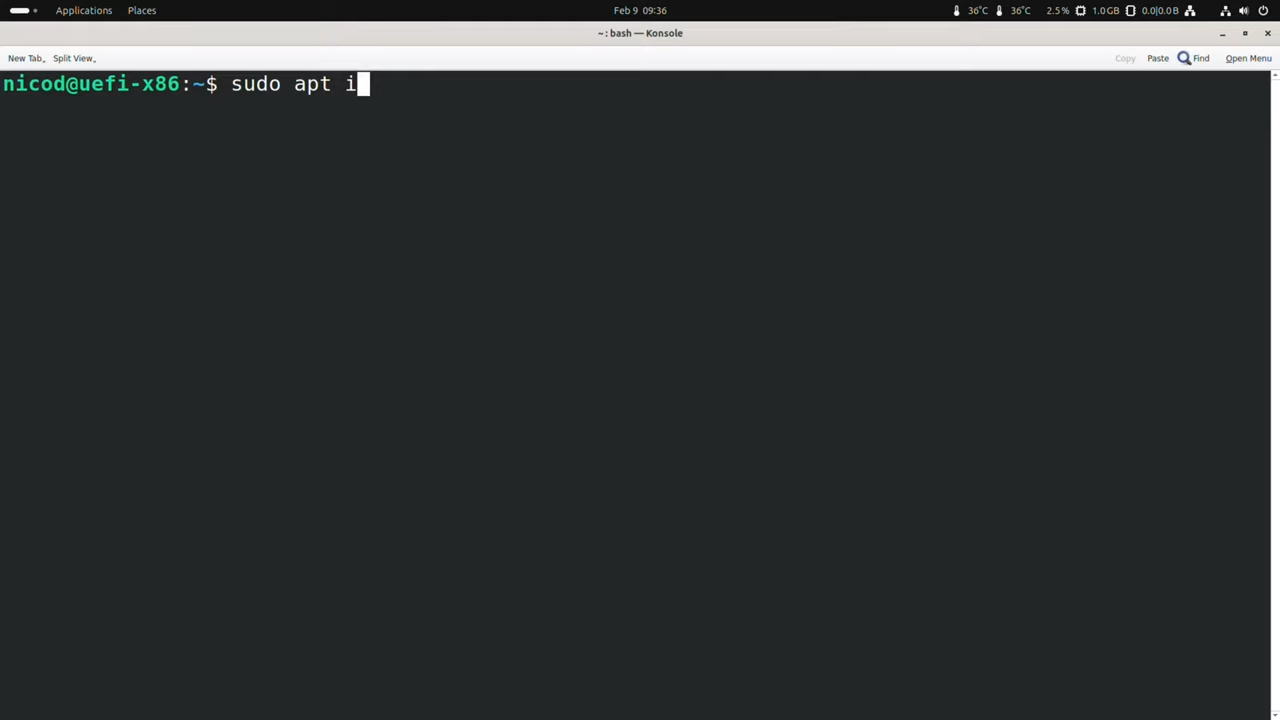 Applications Places Feb 9 09:36 36°C 36°C 2.5% 1.0GB 0.0|0.0B
~ : bash — Konsole
New Tab Split View Copy Paste Find Open Menu
nicod@uefi-x86:~$ sudo apt i